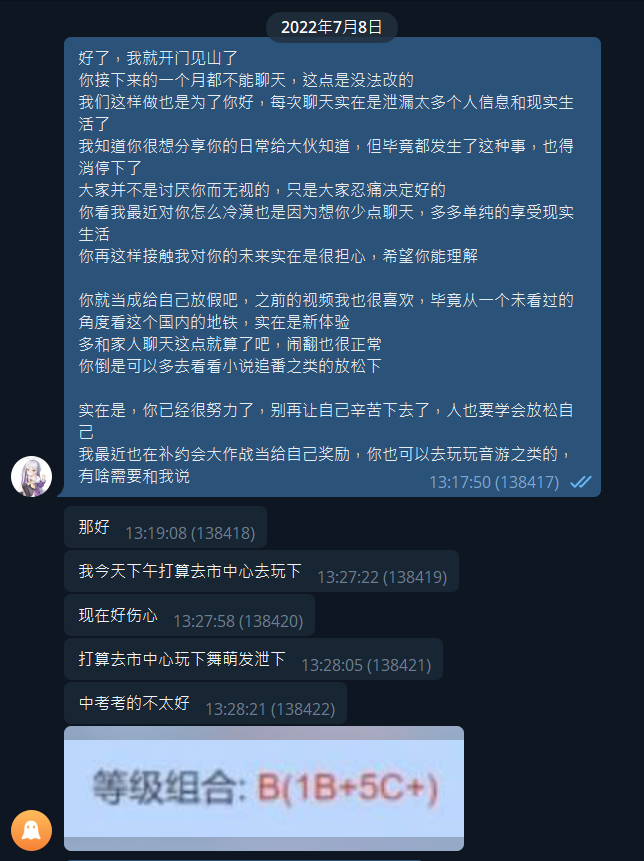 2022年7月8日
好了，我就开门见山了
你接下来的一个月都不能聊天，这点是没法改的
我们这样做也是为了你好，每次聊天实在是泄漏太多个人信息和现实生
活了
我知道你很想分享你的日常给大伙知道，但毕竟都发生了这种事，也得
消停下了
大家并不是讨厌你而无视的，只是大家忍痛决定好的
你看我最近对你怎么冷漠也是因为想你少点聊天，多多单纯的享受现实
生活
你再这样接触我对你的未来实在是很担心，希望你能理解
你就当成给自己放假吧，之前的视频我也很喜欢，毕竟从一个未看过的
角度看这个国内的地铁，实在是新体验
多和家人聊天这点就算了吧，闹翻也很正常
你倒是可以多去看看小说追番之类的放松下
实在是，你已经很努力了，别再让自己辛苦下去了，人也要学会放松自
己
我最近也在补约会大作战当给自己奖励，你也可以去玩玩音游之类的，
有啥需要和我说
13:17:50 (138417)
那好 13:19:08 (138418)
我今天下午打算去市中心去玩下 13:27:22 (138419)
现在好伤心 13:27:58 (138420)
打算去市中心玩下舞萌发泄下 13:28:05 (138421)
中考考的不太好 13:28:21 (138422)
等级组合: B(1B+5C+)